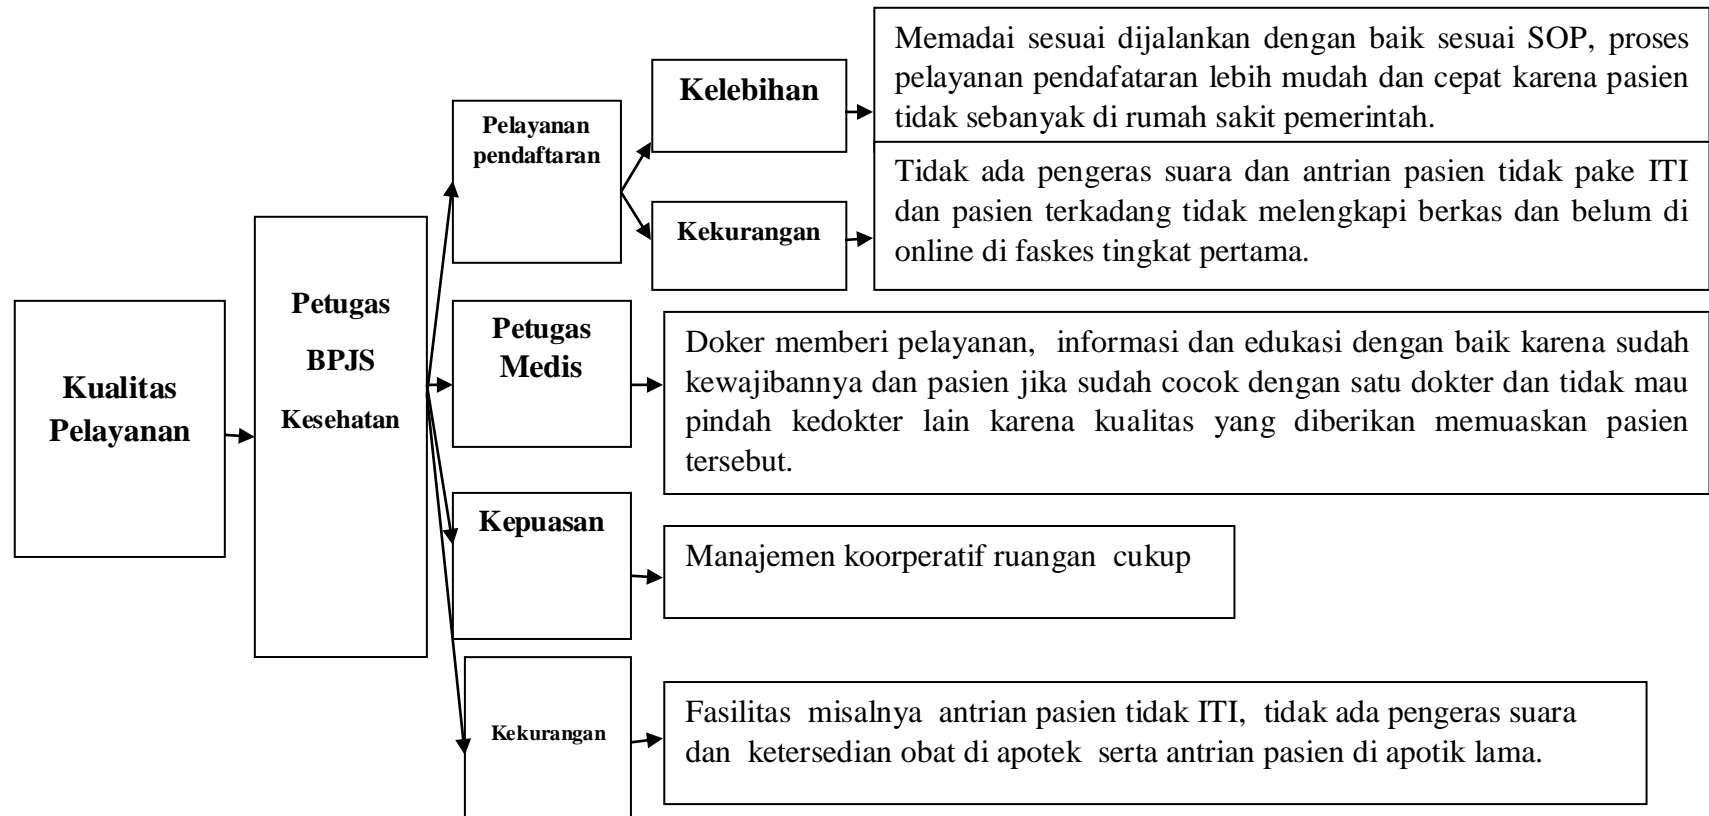 Kualitas
Pelayanan
Petugas
BPJS
Kesehatan
Pelayanan
pendaftaran
Kelebihan
Memadai sesuai dijalankan dengan baik sesuai SOP, proses
pelayanan pendafataran lebih mudah dan cepat karena pasien
tidak sebanyak di rumah sakit pemerintah.
Kekurangan
Tidak ada pengeras suara dan antrian pasien tidak pake ITI
dan pasien terkadang tidak melengkapi berkas dan belum di
online di faskes tingkat pertama.
Petugas
Medis
Doker memberi pelayanan, informasi dan edukasi dengan baik karena sudah
kewajibannya dan pasien jika sudah cocok dengan satu dokter dan tidak mau
pindah kedokter lain karena kualitas yang diberikan memuaskan pasien
tersebut.
Kepuasan
Manajemen koorperatif ruangan cukup
Kekurangan
Fasilitas misalnya antrian pasien tidak ITI, tidak ada pengeras suara
dan ketersedian obat di apotek serta antrian pasien di apotik lama.